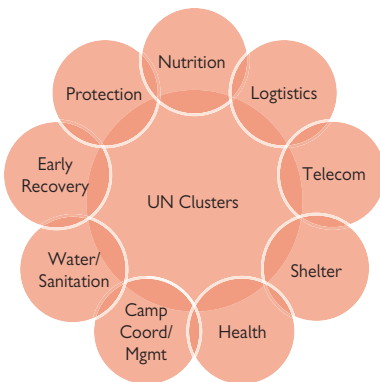 Nutrition
Logtistics
Telecom
Shelter
Health
Camp
Coord/
Mgmt
Water/
Sanitation
Early
Recovery
Protection
UN Clusters